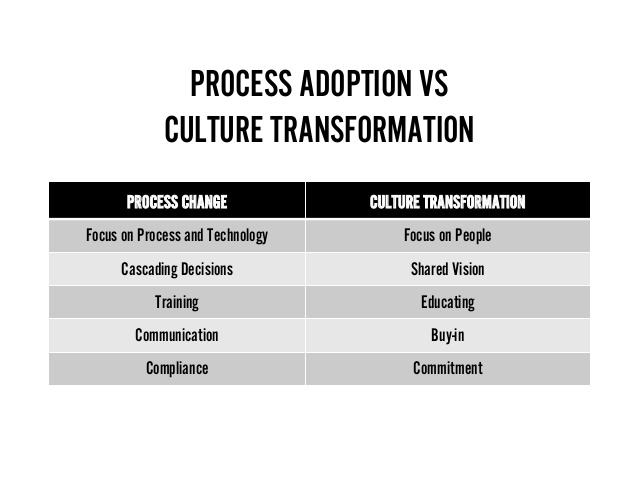 PROCESS ADOPTION VS
CULTURE TRANSFORMATION
PROCESS CHANGE CULTURE TRANSFORMATION
Focus on Process and Technology Focus on People
Cascading Decisions Shared Vision
Training Educating
Communication Buy-in
Compliance Commitment